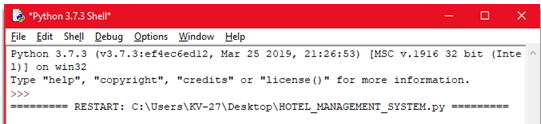 *Python 3.7.3 Shell*
File Edit Shell Debug Options Window Help
Python 3.7.3 (v3.7.3:ef4ec6ed12, Mar 25 2019, 21:26:53) [MSC v.1916 32 bit (Inte
l)] on win32
Type "help", "copyright", "credits" or "license()" for more information.
>>>
========= RESTART: C:\Users\KV-27\Desktop\HOTEL_MANAGEMENT_SYSTEM.py =========